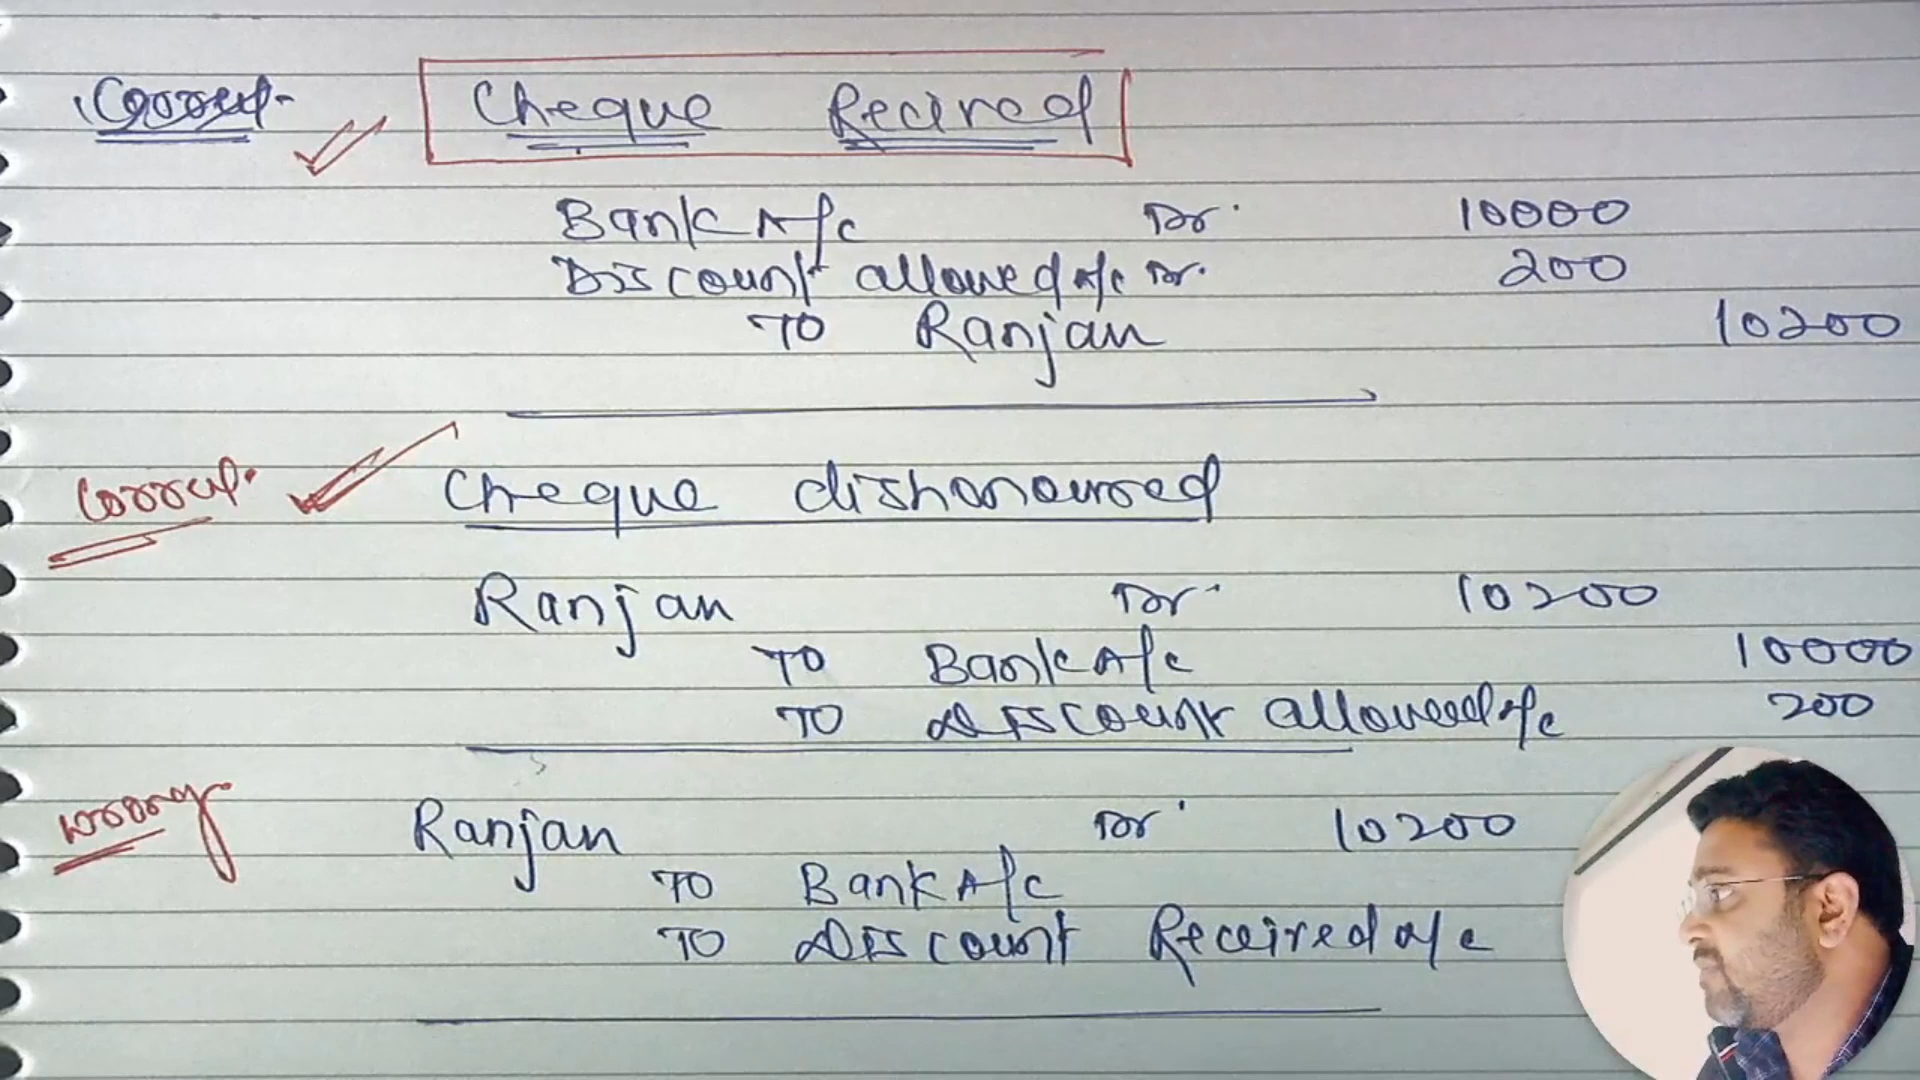 Correct.
Cheque Recived
Bank A/c Dr. 10000
Discount allowed A/c Dr. 200
TO Ranjan 10200
Correct.
Cheque dishonoured
Ranjan Dr. 10200
TO Bank A/c 10000
TO Discount allowed A/c 200
wrong
Ranjan Dr. 10200
TO Bank A/c
TO Discount Received A/c